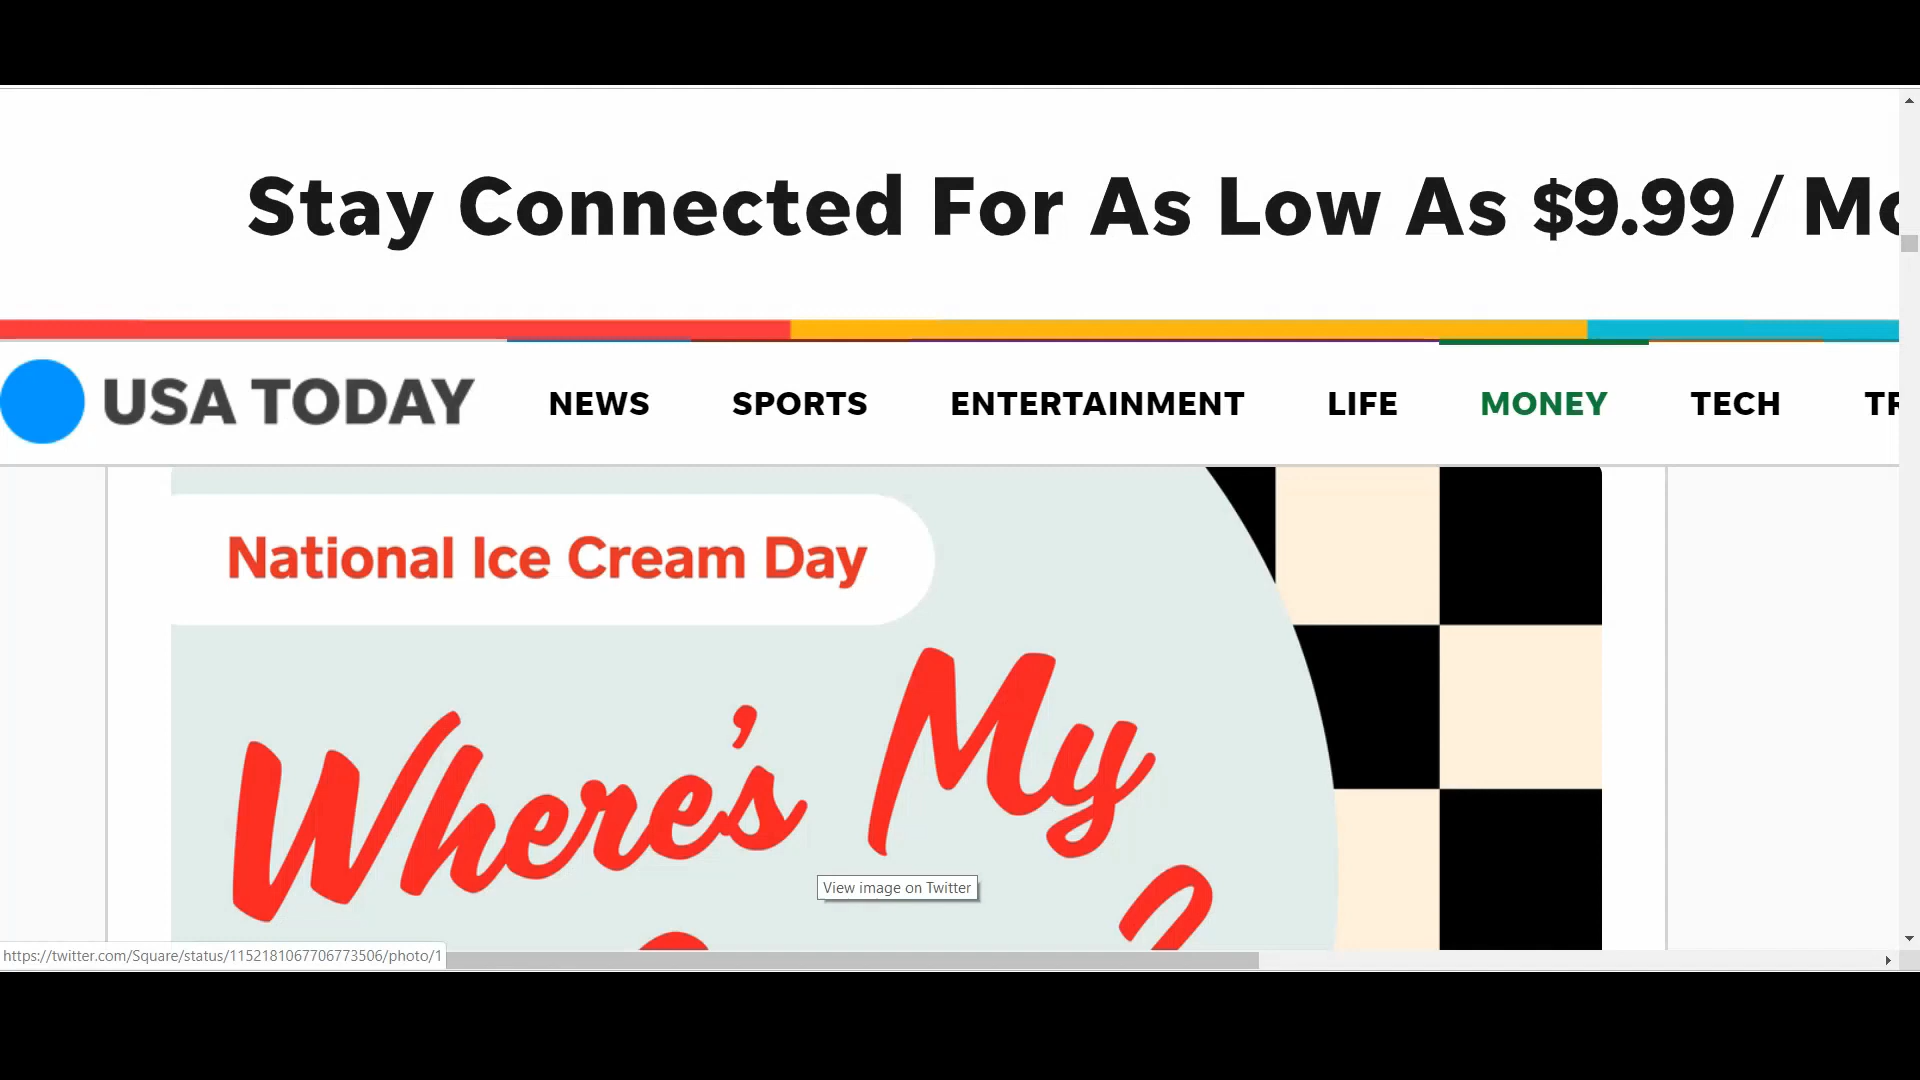 Stay Connected For As Low As $9.99 / Mo
USA TODAY NEWS SPORTS ENTERTAINMENT LIFE MONEY TECH TR
National Ice Cream Day
Where's My
?
View image on Twitter
https://twitter.com/Square/status/1152181067706773506/photo/1